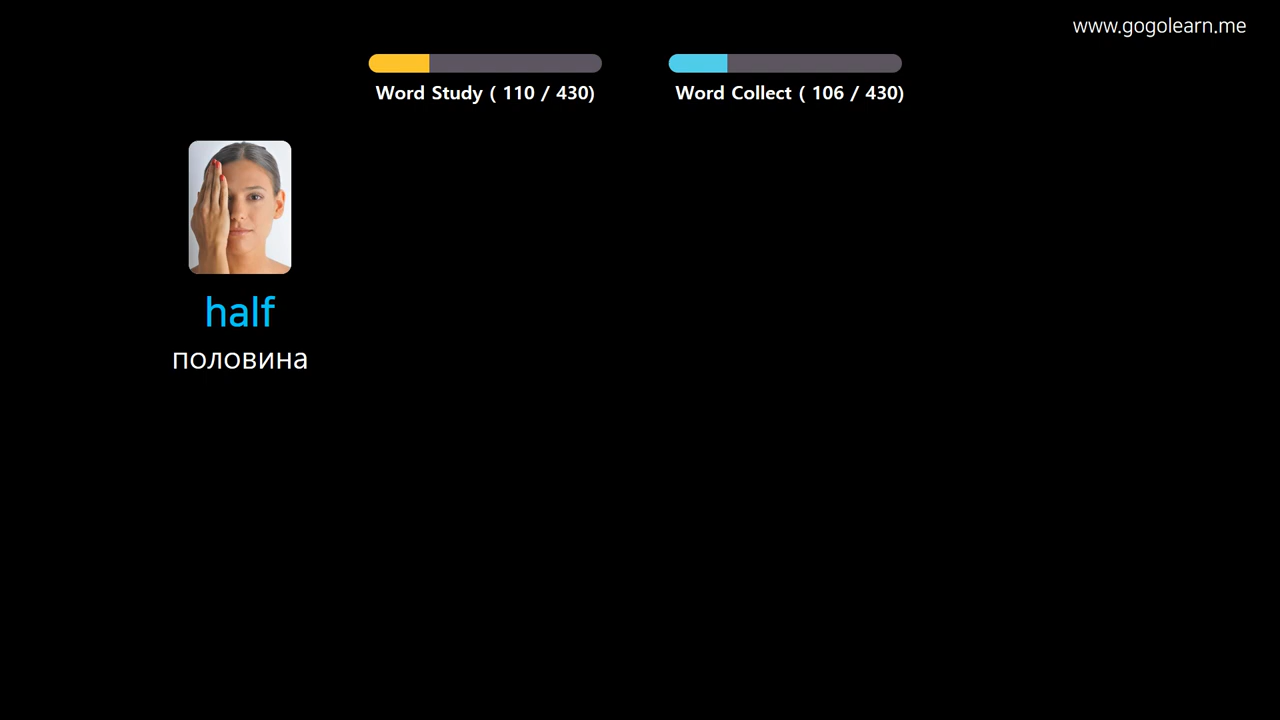 www.gogolearn.me
Word Study ( 110 / 430)
Word Collect ( 106 / 430)
half
половина